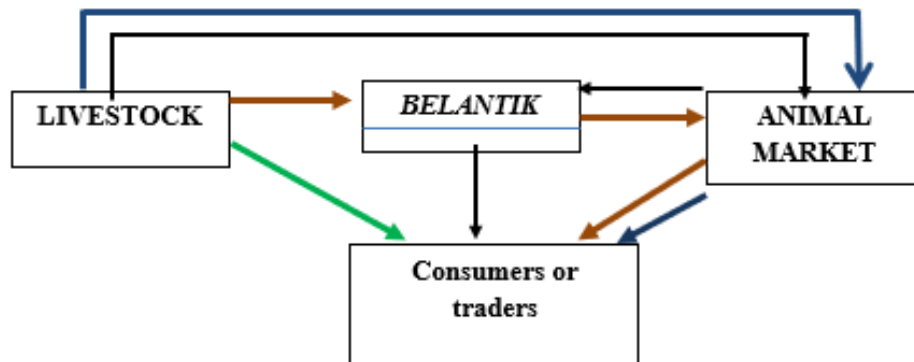 LIVESTOCK
BELANTIK
ANIMAL
MARKET
Consumers or
traders